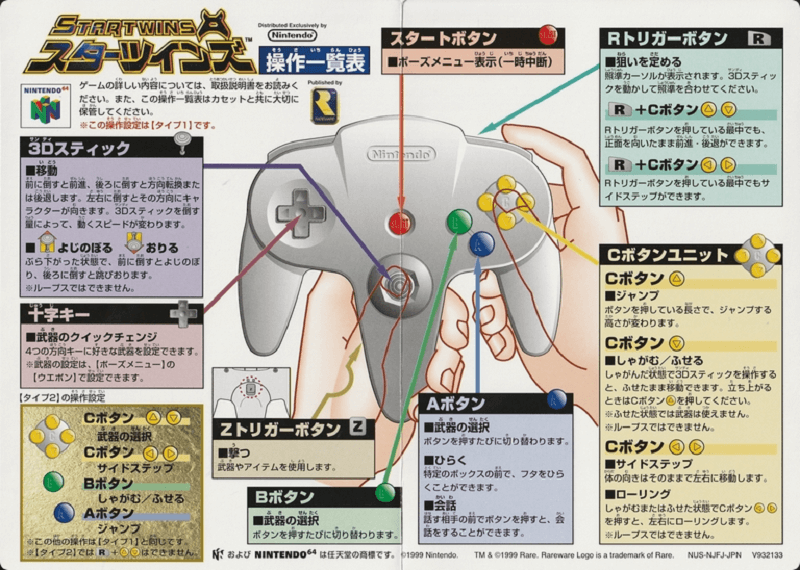 STARTWINS
スターツインズ™
Distributed Exclusively by
Nintendo®
操作一覧表
NINTENDO64
N64
ゲームの詳しい内容については、取扱説明書をお読みく
ださい。また、この操作一覧表はカセットと共に大切に
保管してください。
※この操作設定は【タイプ1】です。
Published by
3Dスティック
■移動
前に倒すと前進、後ろに倒すと方向転換また
は後退します。左右に倒すとその方向にキャ
ラクターが向きます。3Dスティックを倒す
量によって、動くスピードが変わります。
■よじのぼる おりる
ぶら下がった状態で、前に倒すとよじのぼ
り、後ろに倒すと跳びおります。
※ループスではできません。
十字キー
■武器のクイックチェンジ
4つの方向キーに好きな武器を設定できます。
※武器の設定は、【ポーズメニュー】の
【ウエポン】で設定できます。
【タイプ2】の操作設定
Cボタン
武器の選択
Cボタン
サイドステップ
Bボタン
しゃがむ/ふせる
Aボタン
ジャンプ
※この他の操作は【タイプ1】と同じです。
※【タイプ2】では R + ではできません。
スタートボタン
START
■ポーズメニュー表示(一時中断)
Nintendo®
B
A
Zトリガーボタン Z
■撃つ
武器やアイテムを使用します。
Bボタン
B
■武器の選択
ボタンを押すたびに切り替わります。
Aボタン
A
■武器の選択
ボタンを押すたびに切り替わります。
■ひらく
特定のボックスの前で、フタをひら
くことができます。
■会話
話す相手の前でボタンを押すと、会
話をすることができます。
Rトリガーボタン R
■狙いを定める
照準カーソルが表示されます。3Dスティッ
クを動かして照準を合わせてください。
R +Cボタン
Rトリガーボタンを押している最中でも、
正面を向いたまま前進・後退ができます。
R +Cボタン
Rトリガーボタンを押している最中でもサ
イドステップができます。
Cボタンユニット
Cボタン
■ジャンプ
ボタンを押している長さで、ジャンプする
高さが変わります。
Cボタン
■しゃがむ/ふせる
しゃがんだ状態で3Dスティックを操作する
と、ふせたまま移動できます。立ち上がる
ときはCボタンを押してください。
※ふせた状態では武器は使えません。
※ループスではできません。
Cボタン
■サイドステップ
体の向きはそのままで左右に移動します。
■ローリング
しゃがむまたはふせた状態でCボタン
を押すと、左右にローリングします。
※ループスではできません。
および NINTENDO64 は任天堂の商標です。 ©1999 Nintendo. TM & ©1999 Rare. Rareware Logo is a trademark of Rare. NUS-NJFJ-JPN V932133